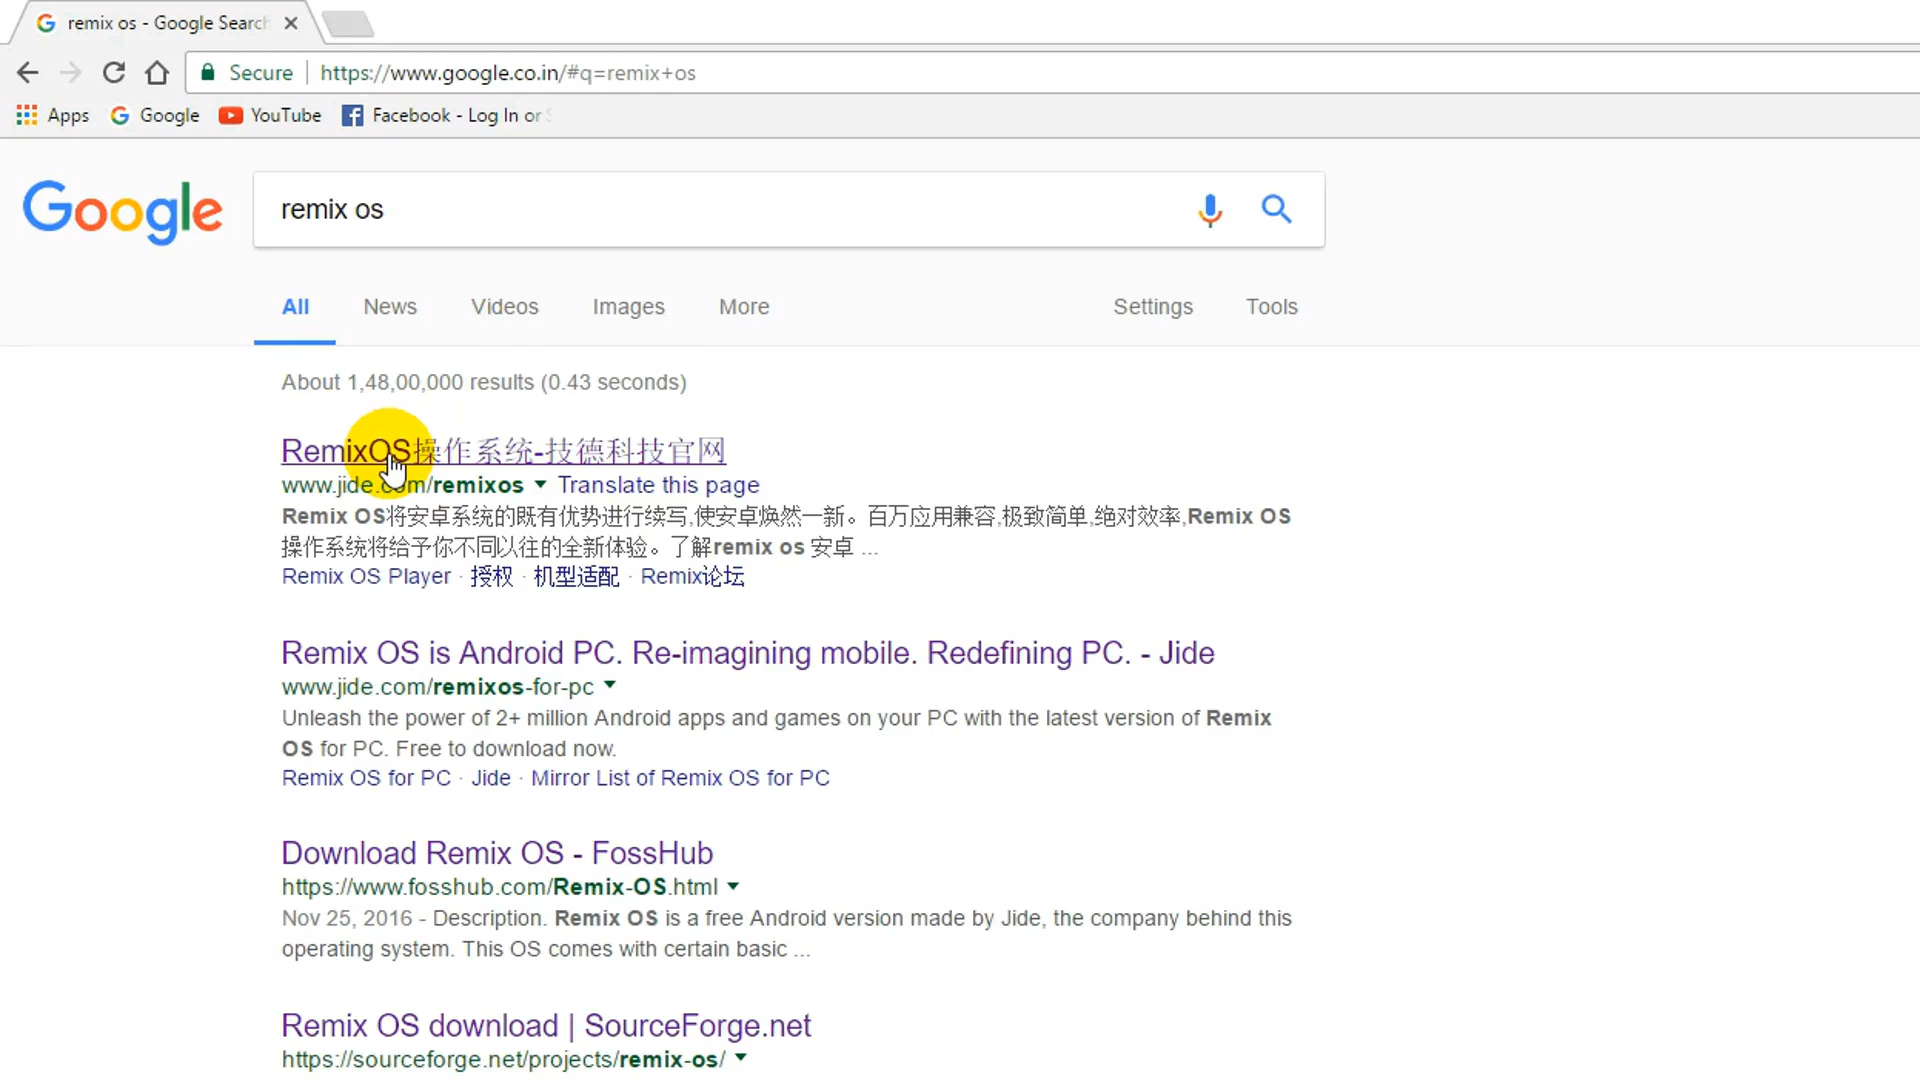 remix os - Google Search
Secure https://www.google.co.in/#q=remix+os
Apps Google YouTube Facebook - Log In or
Google remix os
All News Videos Images More Settings Tools
About 1,48,00,000 results (0.43 seconds)
RemixOS操作系统-技德科技官网
www.jide.com/remixos Translate this page
Remix OS将安卓系统的既有优势进行续写,使安卓焕然一新。百万应用兼容,极致简单,绝对效率,Remix OS
操作系统将给予你不同以往的全新体验。了解remix os 安卓 ...
Remix OS Player · 授权 · 机型适配 · Remix论坛
Remix OS is Android PC. Re-imagining mobile. Redefining PC. - Jide
www.jide.com/remixos-for-pc
Unleash the power of 2+ million Android apps and games on your PC with the latest version of Remix
OS for PC. Free to download now.
Remix OS for PC · Jide · Mirror List of Remix OS for PC
Download Remix OS - FossHub
https://www.fosshub.com/Remix-OS.html
Nov 25, 2016 - Description. Remix OS is a free Android version made by Jide, the company behind this
operating system. This OS comes with certain basic ...
Remix OS download | SourceForge.net
https://sourceforge.net/projects/remix-os/